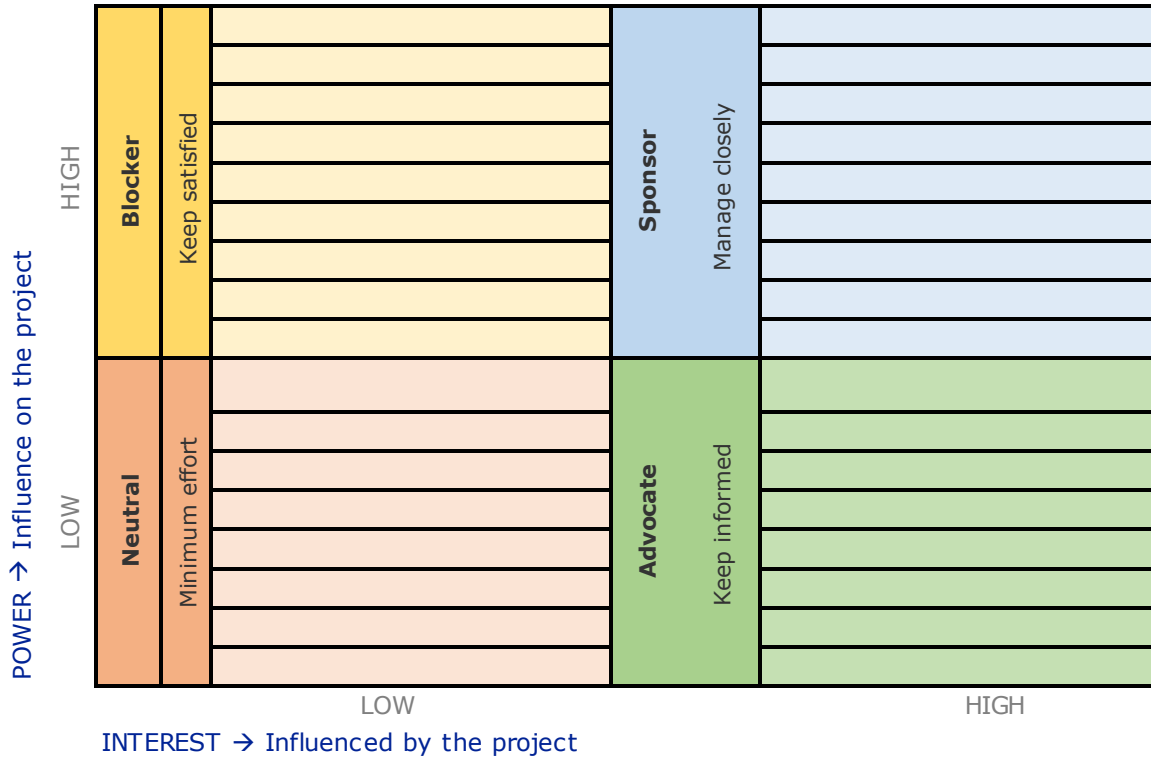 POWER → Influence on the project
HIGH
LOW
Blocker
Keep satisfied
Sponsor
Manage closely
Neutral
Minimum effort
Advocate
Keep informed
LOW
HIGH
INTEREST → Influenced by the project